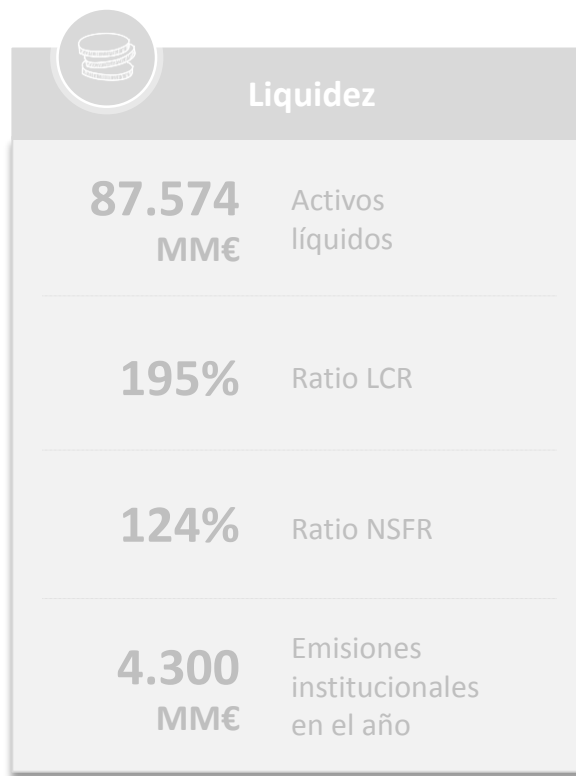 Liquidez
87.574
MM€
Activos
líquidos
195%
Ratio LCR
124%
Ratio NSFR
4.300
MM€
Emisiones
institucionales
en el año